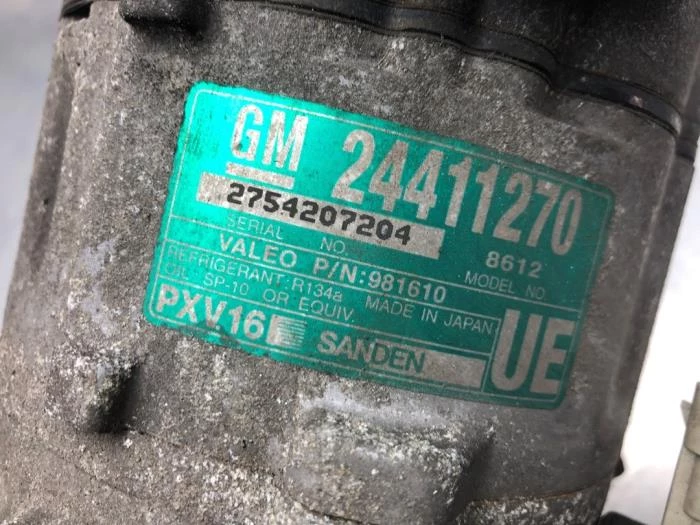 GM 24411270
2754207204
SERIAL NO. 8612
VALEO P/N:981610 MODEL NO.
REFRIGERANT:R134a MADE IN JAPAN
OIL SP-10 OR EQUIV.
PXV16 SANDEN UE